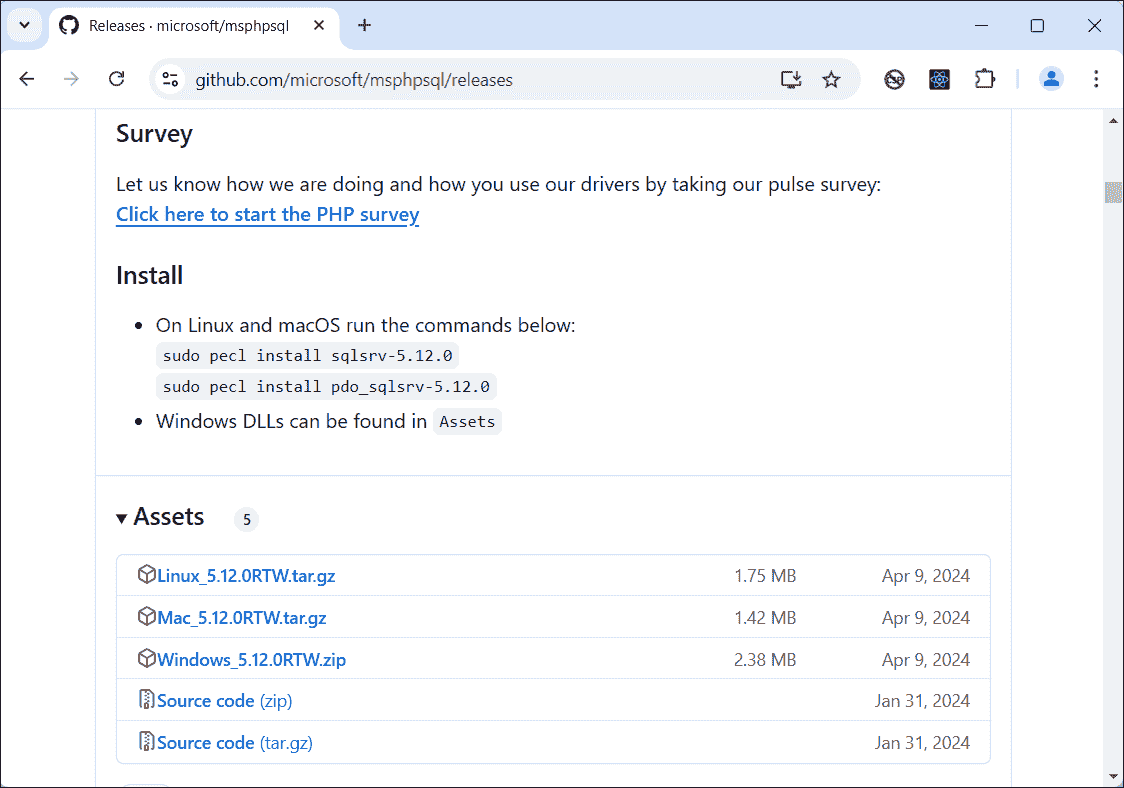 Releases · microsoft/msphpsql
github.com/microsoft/msphpsql/releases
Survey
Let us know how we are doing and how you use our drivers by taking our pulse survey:
Click here to start the PHP survey
Install
On Linux and macOS run the commands below:
sudo pecl install sqlsrv-5.12.0
sudo pecl install pdo_sqlsrv-5.12.0
Windows DLLs can be found in Assets
Assets 5
Linux_5.12.0RTW.tar.gz 1.75 MB Apr 9, 2024
Mac_5.12.0RTW.tar.gz 1.42 MB Apr 9, 2024
Windows_5.12.0RTW.zip 2.38 MB Apr 9, 2024
Source code (zip) Jan 31, 2024
Source code (tar.gz) Jan 31, 2024